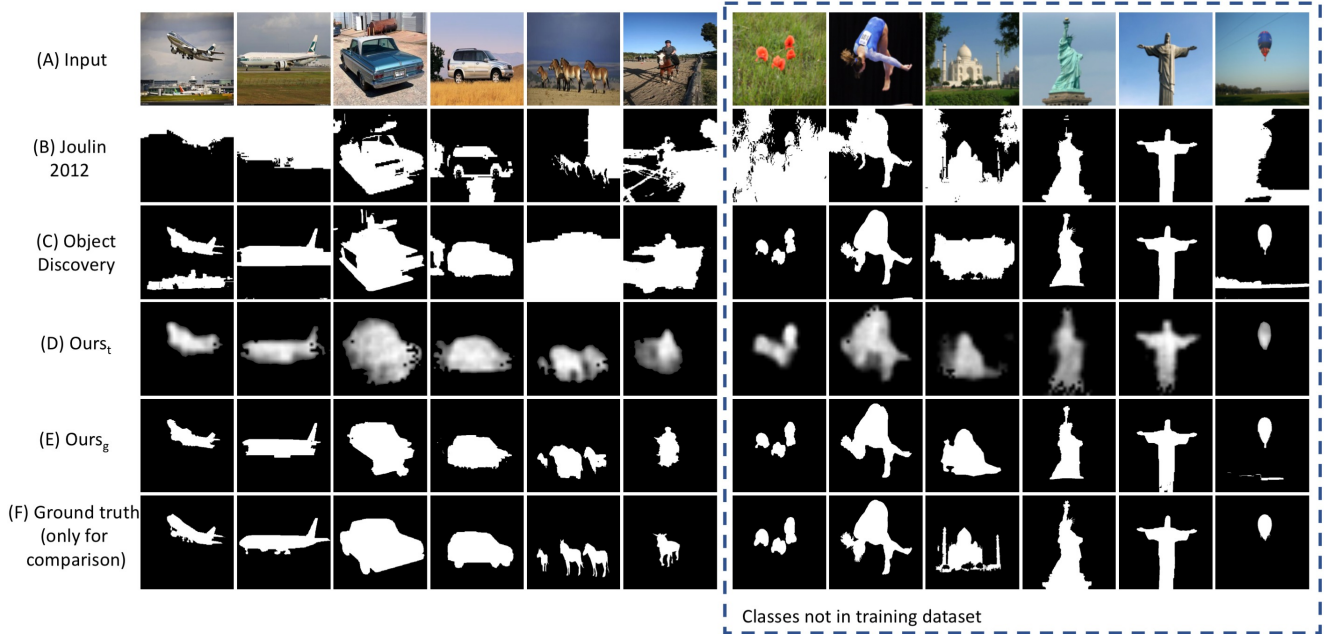 (A) Input
(B) Joulin
2012
(C) Object
Discovery
(D) Ours_t
(E) Ours_g
(F) Ground truth
(only for
comparison)
Classes not in training dataset